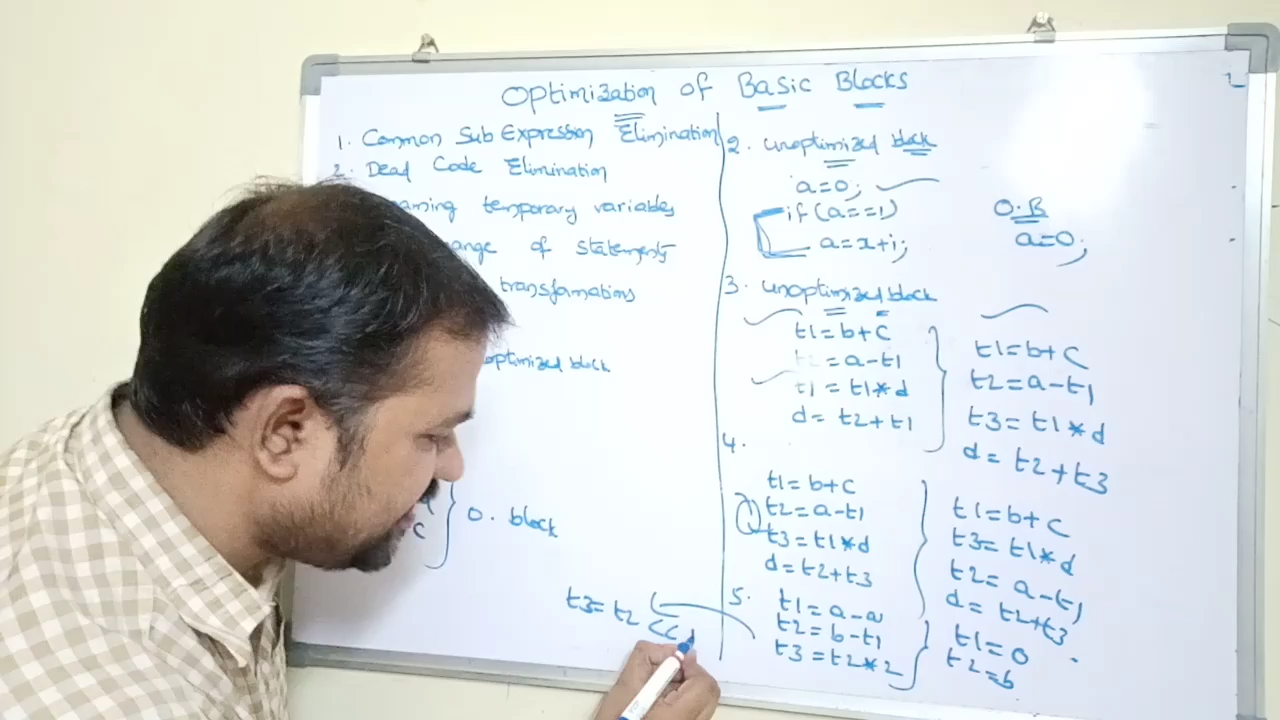 Optimization of Basic Blocks
1. Common Sub Expression Elimination
2. Dead Code Elimination
aming temporary variables
ange of statements
transformations
optimized block
C
O. block
t3 = t2 <<
2. unoptimized block
a=0;
if (a==1)
a=x+i;
O.B
a=0;
3. unoptimized block
t1=b+c
t2=a-t1
t1=t1*d
d=t2+t1
t1=b+c
t2=a-t1
t3=t1*d
d=t2+t3
4.
t1=b+c
t2=a-t1
t3=t1*d
d=t2+t3
t1=b+c
t3=t1*d
t2=a-t1
d=t2+t3
5.
t1=a-a
t2=b-t1
t3=t2*2
t1=0
t2=b